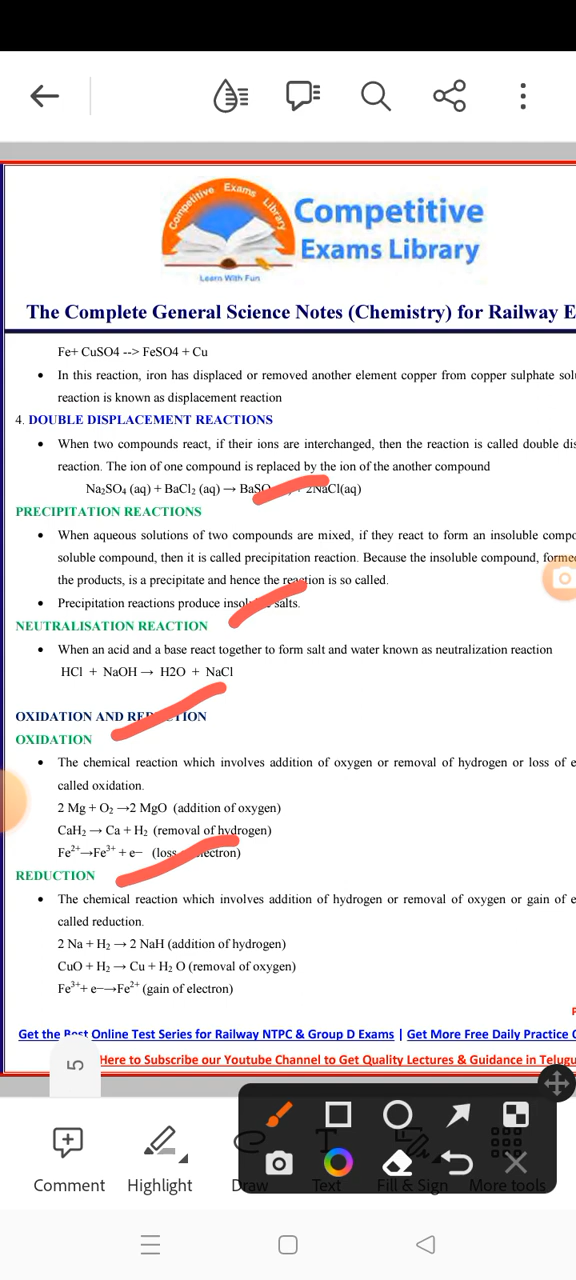 Competitive Exams Library
Learn With Fun
Competitive
Exams Library
The Complete General Science Notes (Chemistry) for Railway E
Fe+ CuSO4 --> FeSO4 + Cu
• In this reaction, iron has displaced or removed another element copper from copper sulphate solu
reaction is known as displacement reaction
4. DOUBLE DISPLACEMENT REACTIONS
• When two compounds react, if their ions are interchanged, then the reaction is called double dis
reaction. The ion of one compound is replaced by the ion of the another compound
Na₂SO₄ (aq) + BaCl₂ (aq) → BaSO + 2NaCl(aq)
PRECIPITATION REACTIONS
• When aqueous solutions of two compounds are mixed, if they react to form an insoluble compo
soluble compound, then it is called precipitation reaction. Because the insoluble compound, forme
the products, is a precipitate and hence the reaction is so called.
• Precipitation reactions produce insoluble salts.
NEUTRALISATION REACTION
• When an acid and a base react together to form salt and water known as neutralization reaction
HCl + NaOH → H2O + NaCl
OXIDATION AND REDUCTION
OXIDATION
• The chemical reaction which involves addition of oxygen or removal of hydrogen or loss of e
called oxidation.
2 Mg + O₂ →2 MgO (addition of oxygen)
CaH₂ → Ca + H₂ (removal of hydrogen)
Fe²⁺→Fe³⁺ + e− (loss electron)
REDUCTION
• The chemical reaction which involves addition of hydrogen or removal of oxygen or gain of e
called reduction.
2 Na + H₂ → 2 NaH (addition of hydrogen)
CuO + H₂ → Cu + H₂ O (removal of oxygen)
Fe³⁺+ e−→Fe²⁺ (gain of electron)
P
Get the Best Online Test Series for Railway NTPC & Group D Exams | Get More Free Daily Practice Q
5
Here to Subscribe our Youtube Channel to Get Quality Lectures & Guidance in Telugu
Comment
Highlight
Draw
Text
Fill & Sign
More tools